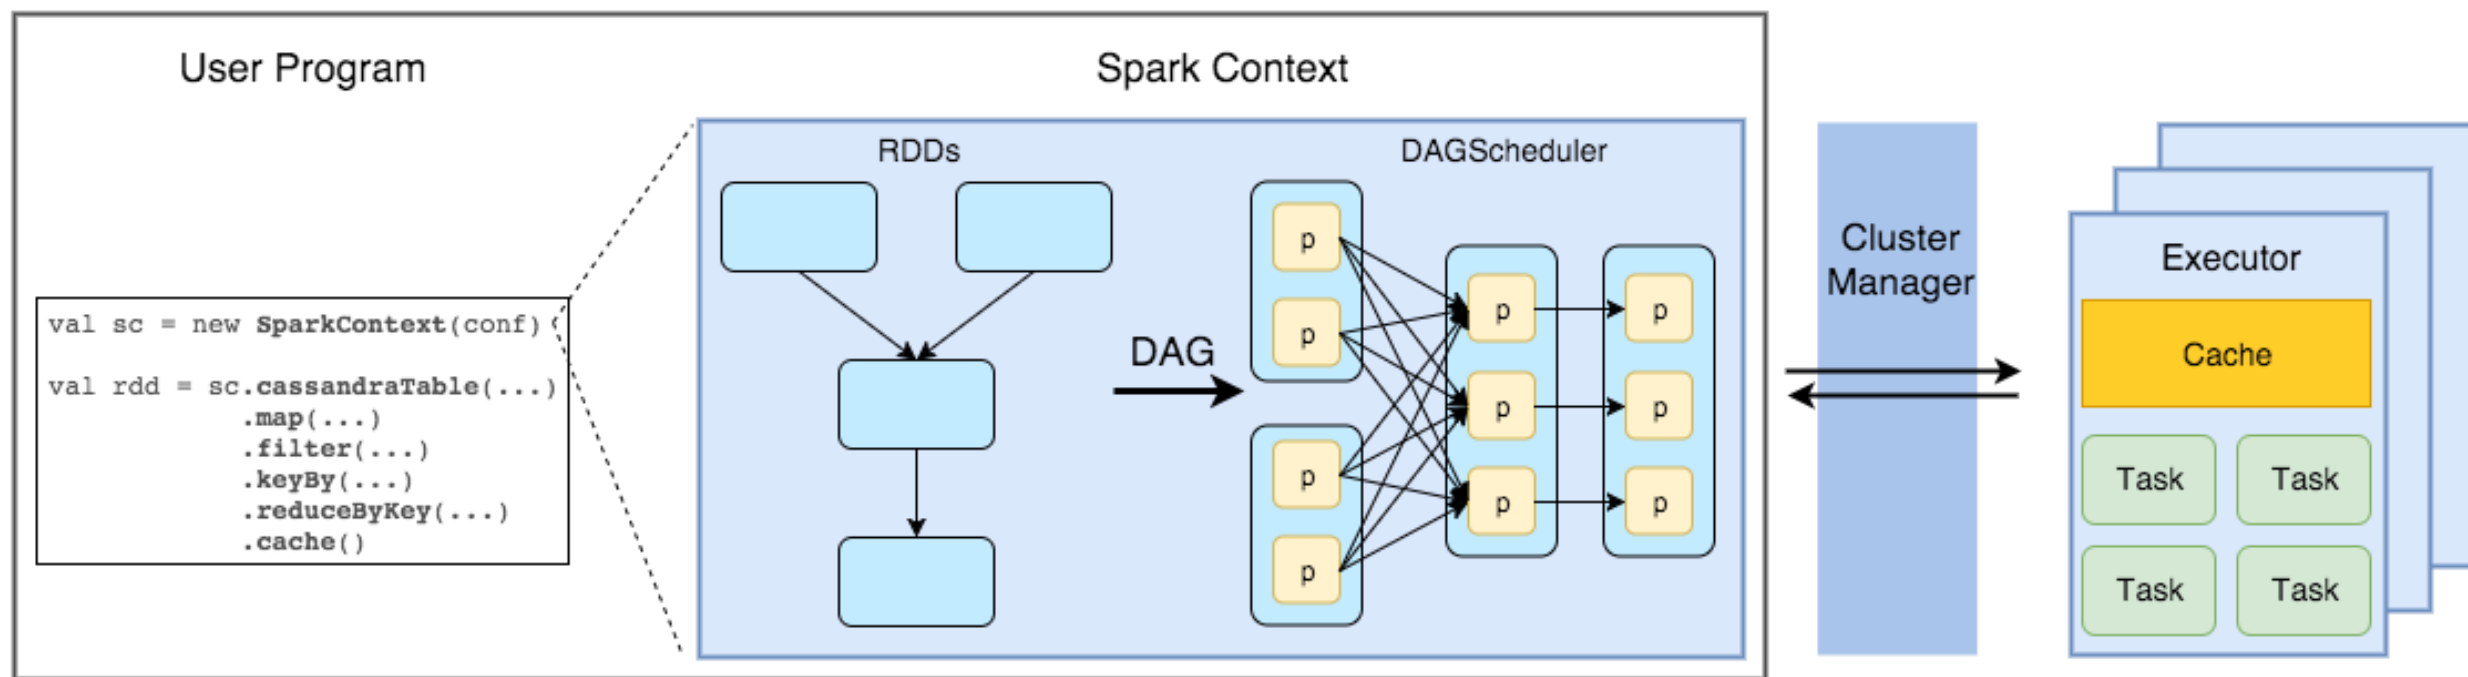 User Program
Spark Context
val sc = new SparkContext(conf)
val rdd = sc.cassandraTable(...)
.map(...)
.filter(...)
.keyBy(...)
.reduceByKey(...)
.cache()
RDDs
DAG
DAGScheduler
p
p
p
p
p
p
p
p
p
p
Cluster
Manager
Executor
Cache
Task Task
Task Task